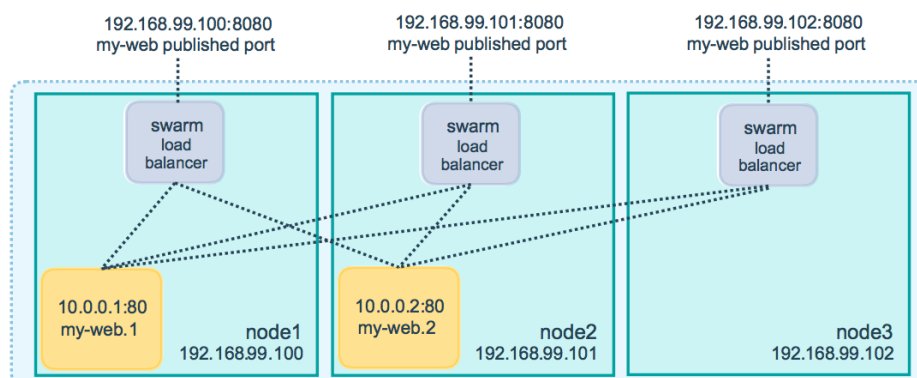 192.168.99.100:8080
my-web published port
192.168.99.101:8080
my-web published port
192.168.99.102:8080
my-web published port
swarm
load
balancer
swarm
load
balancer
swarm
load
balancer
10.0.0.1:80
my-web.1
node1
192.168.99.100
10.0.0.2:80
my-web.2
node2
192.168.99.101
node3
192.168.99.102